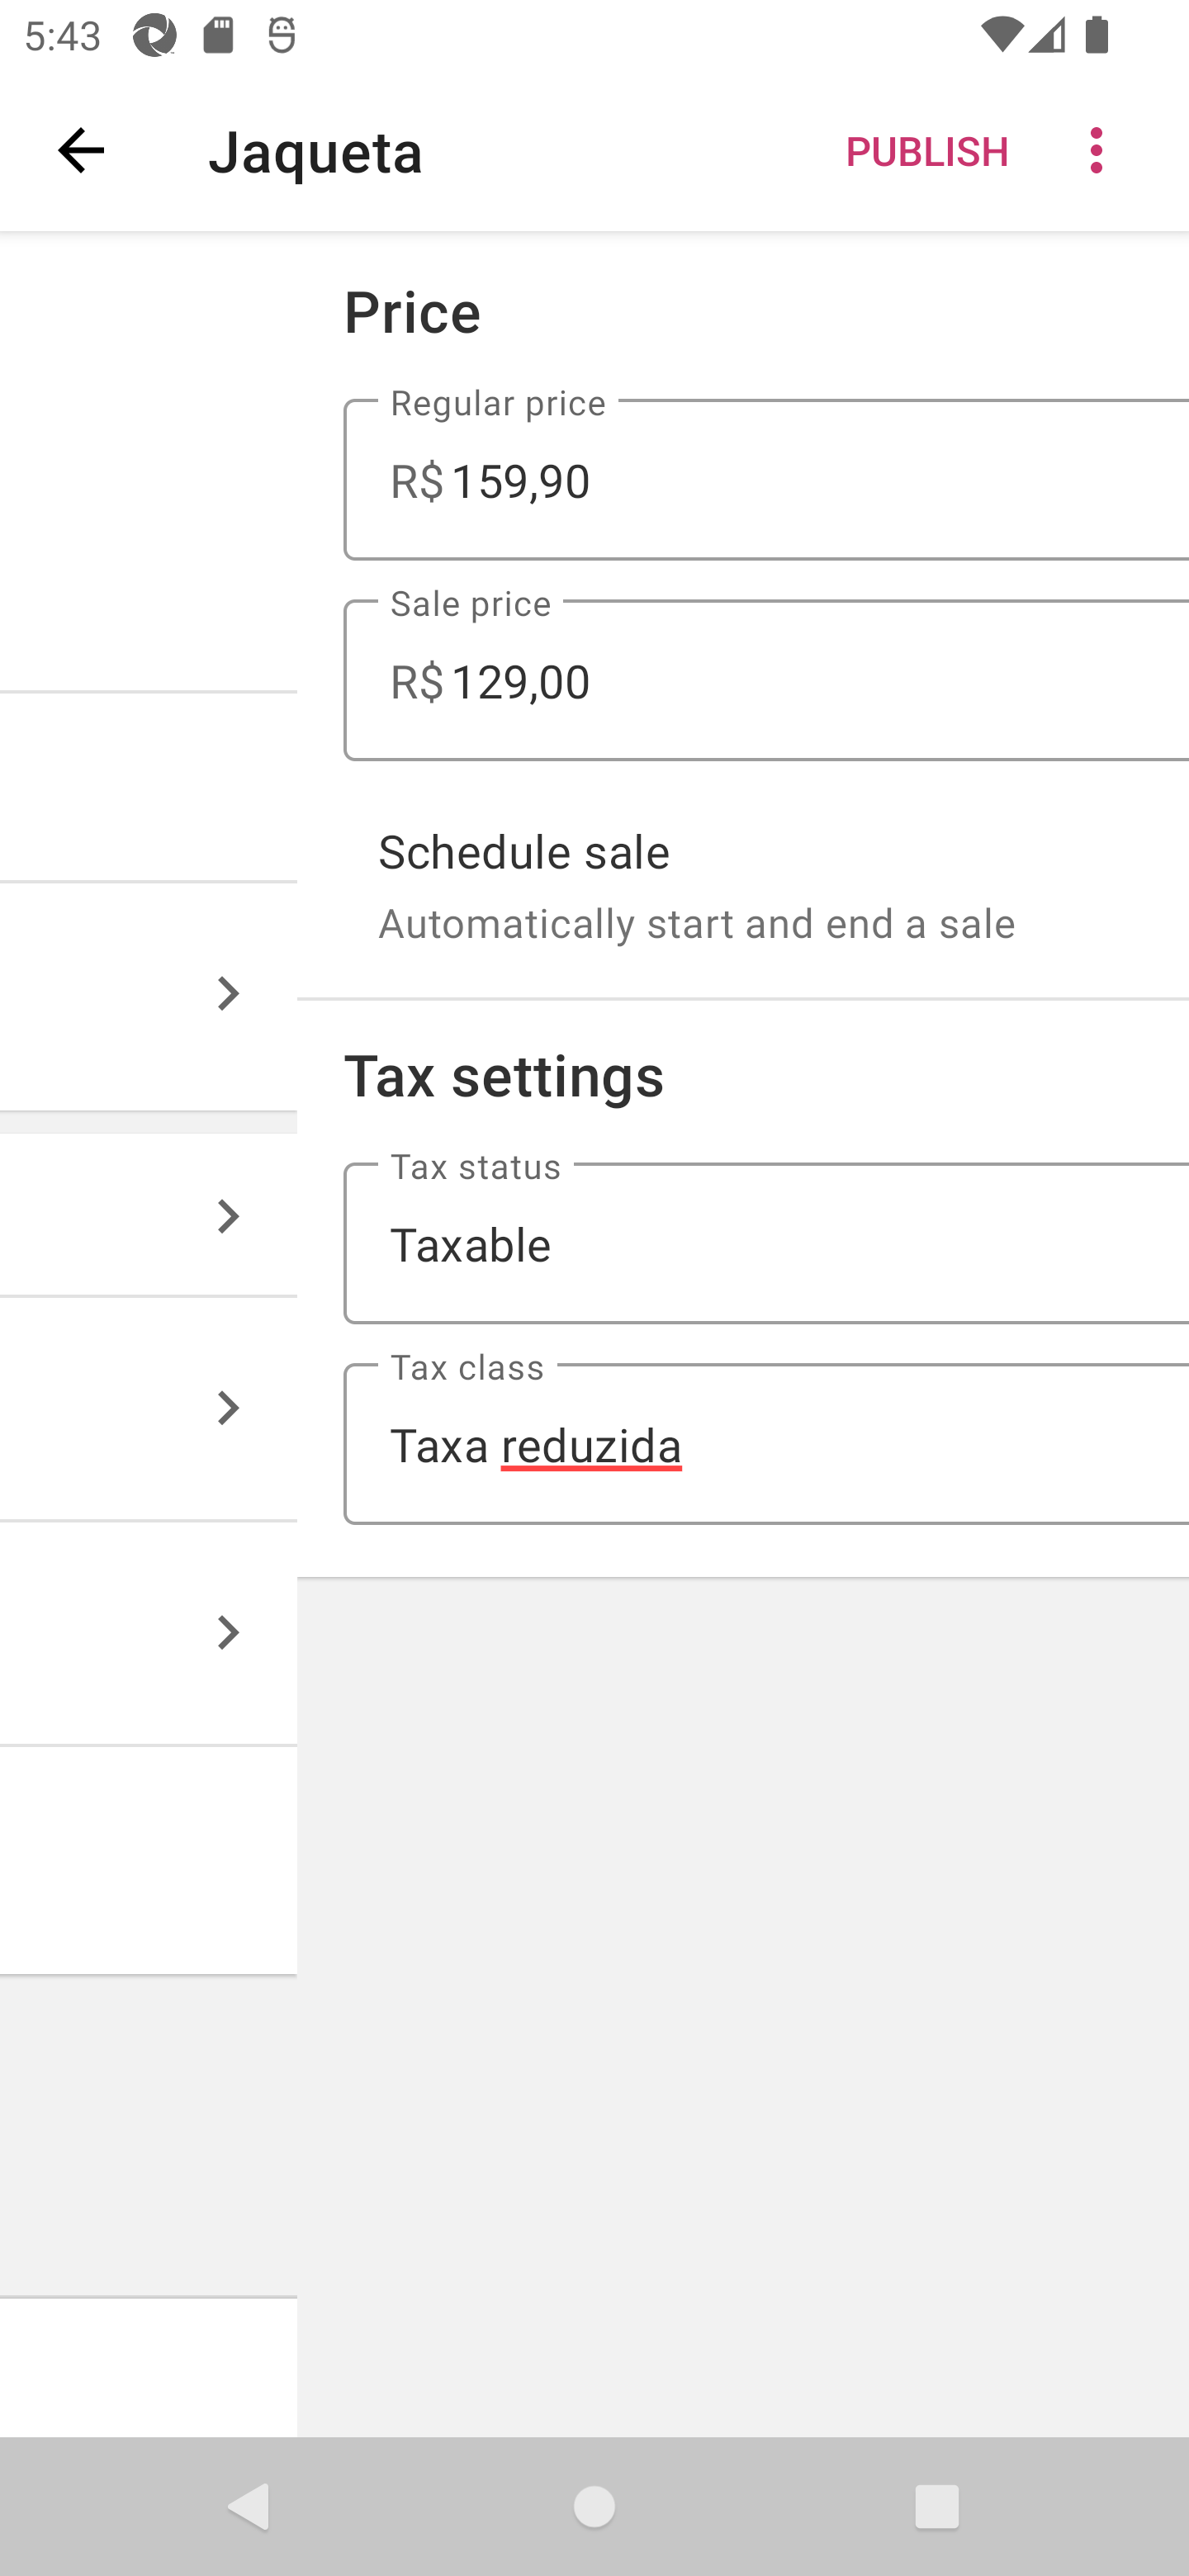 5:43
Jaqueta
PUBLISH
Price
Regular price
R$ 159,90
Sale price
R$ 129,00
Schedule sale
Automatically start and end a sale
Tax settings
Tax status
Taxable
Tax class
Taxa reduzida